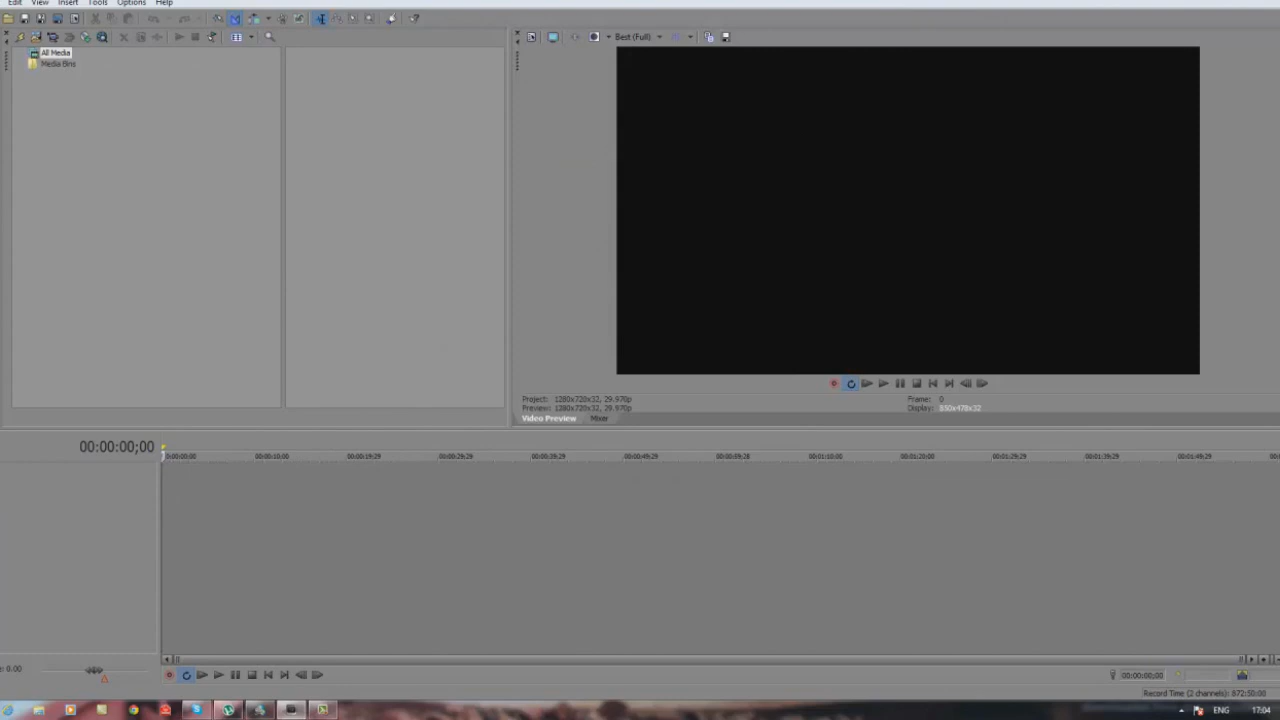 Edit View Insert Tools Options Help
Best (Full)
All Media
Media Bins
Project: 1280x720x32, 29.970p
Frame: 0
Preview: 1280x720x32, 29.970p
Display: 850x478x32
Video Preview Mixer
00:00:00;00
0:00:00;00 00:00:10;00 00:00:19;29 00:00:29;29 00:00:39;29 00:00:49;29 00:00:59;28 00:01:10;00 00:01:20;00 00:01:29;29 00:01:39;29 00:01:49;29
: 0.00
00:00:00;00
Record Time (2 channels): 872:50:00
ENG 17:04